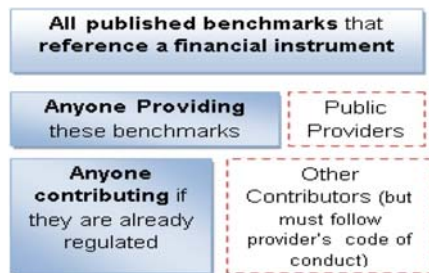 All published benchmarks that
reference a financial instrument
Anyone Providing
these benchmarks
Public
Providers
Anyone
contributing if
they are already
regulated
Other
Contributors (but
must follow
provider's code of
conduct)